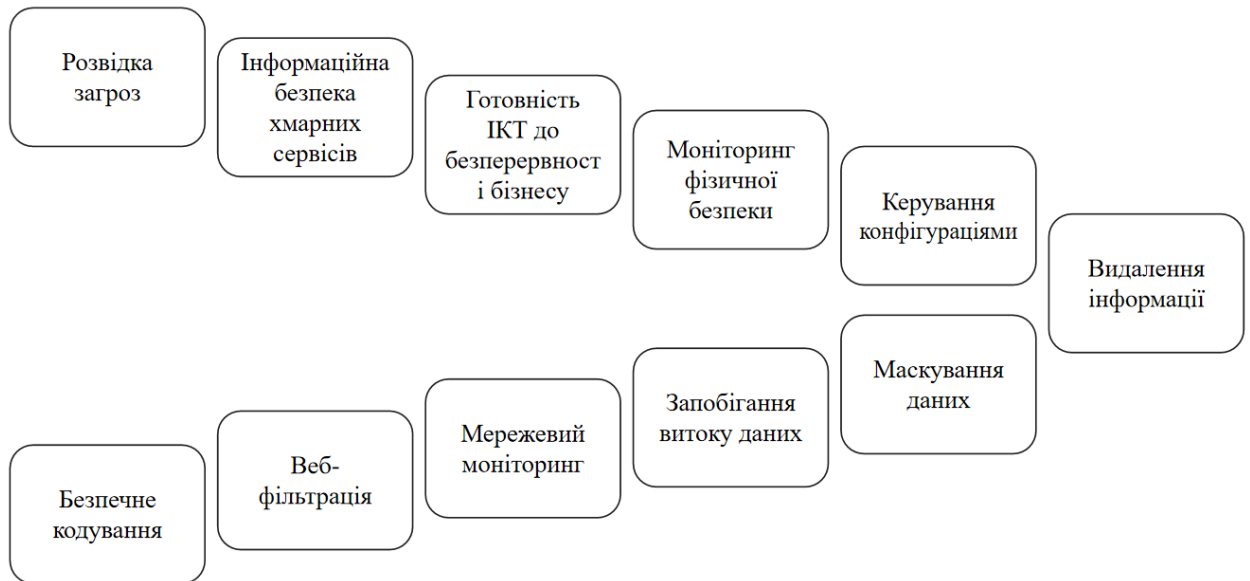 Розвідка
загроз
Інформаційна
безпека
хмарних
сервісів
Готовність
ІКТ до
безперервност
і бізнесу
Моніторинг
фізичної
безпеки
Керування
конфігураціями
Видалення
інформації
Маскування
даних
Запобігання
витоку даних
Мережевий
моніторинг
Веб-
фільтрація
Безпечне
кодування